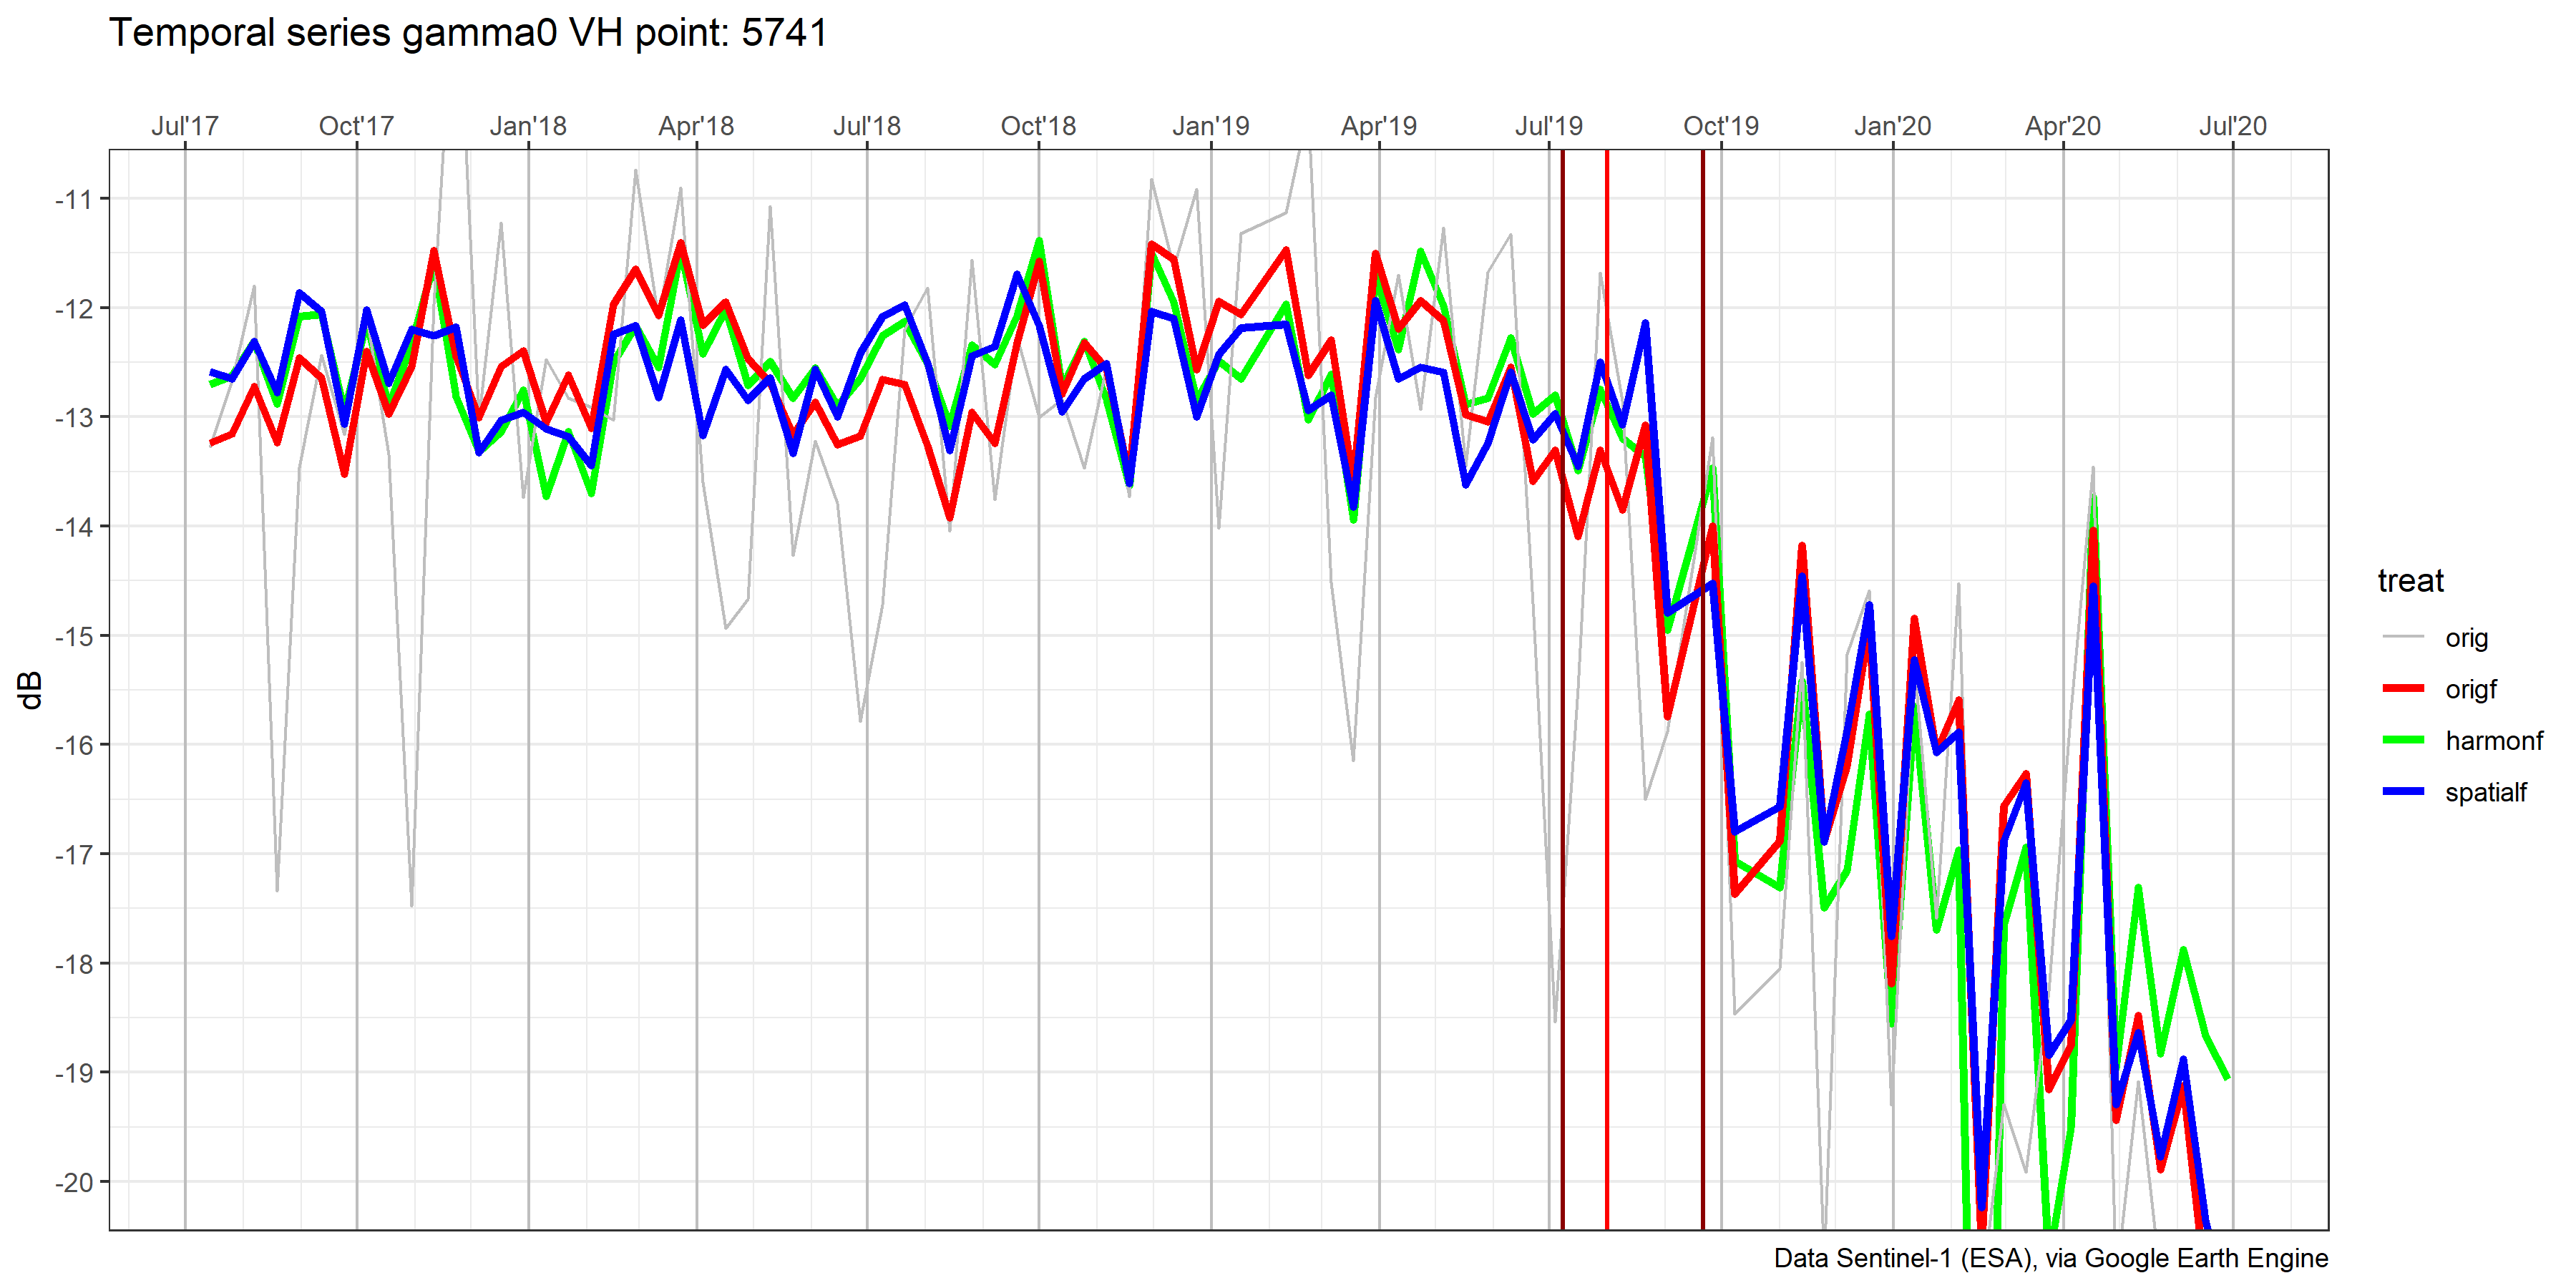 Temporal series gamma0 VH point: 5741
Jul'17 Oct'17 Jan'18 Apr'18 Jul'18 Oct'18 Jan'19 Apr'19 Jul'19 Oct'19 Jan'20 Apr'20 Jul'20
-11
-12
-13
-14
-15
-16
-17
-18
-19
-20
dB
treat
orig
origf
harmonf
spatialf
Data Sentinel-1 (ESA), via Google Earth Engine